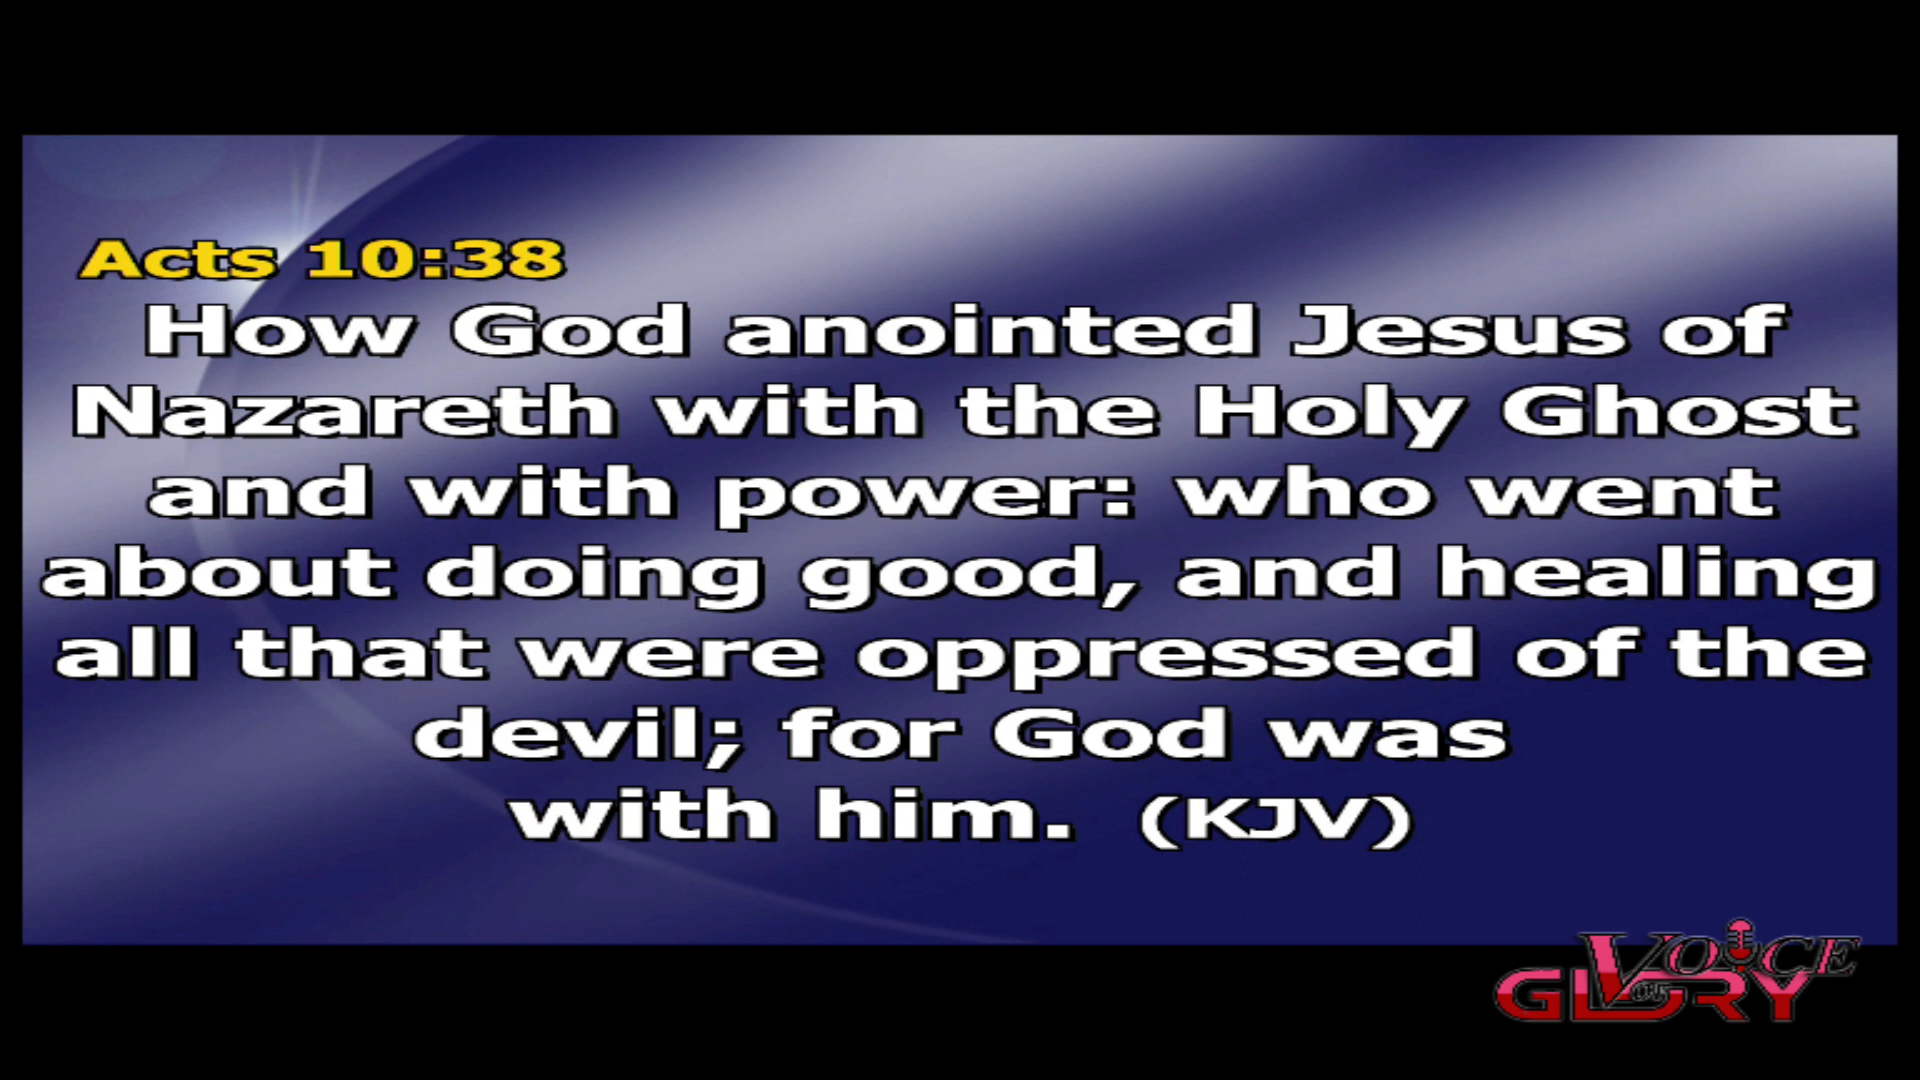 Acts 10:38
How God anointed Jesus of
Nazareth with the Holy Ghost
and with power: who went
about doing good, and healing
all that were oppressed of the
devil; for God was
with him. (KJV)
VOICE
OF
GLORY